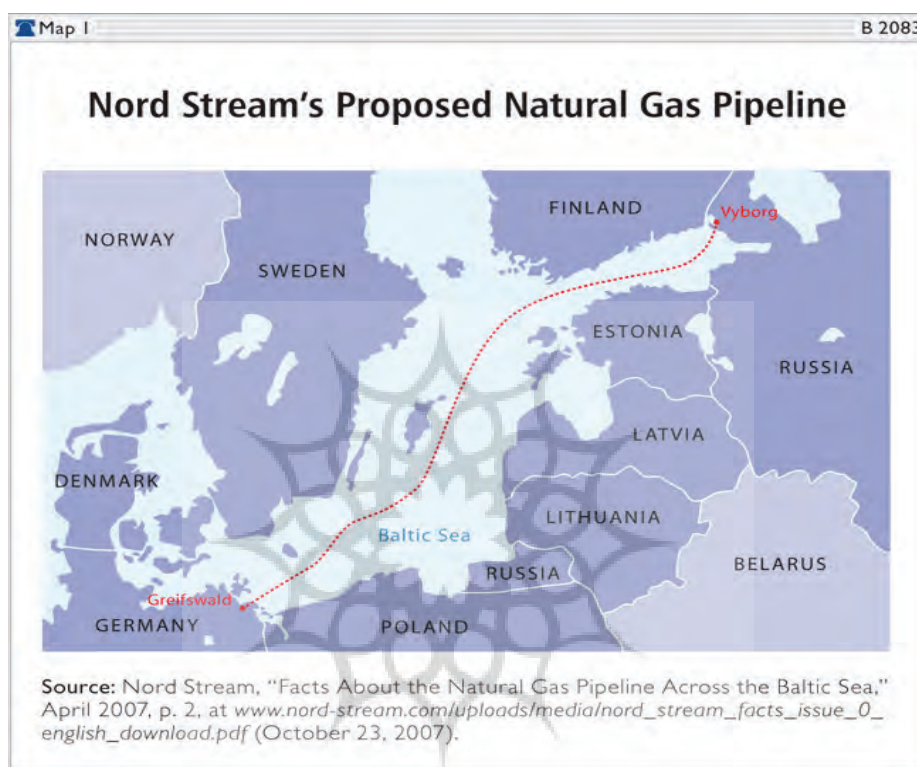 Map 1
B 2083
Nord Stream's Proposed Natural Gas Pipeline
FINLAND
Vyborg
NORWAY
SWEDEN
ESTONIA
RUSSIA
LATVIA
DENMARK
LITHUANIA
Baltic Sea
BELARUS
RUSSIA
Greifswald
GERMANY
POLAND
Source: Nord Stream, “Facts About the Natural Gas Pipeline Across the Baltic Sea,”
April 2007, p. 2, at www.nord-stream.com/uploads/media/nord_stream_facts_issue_0_
english_download.pdf (October 23, 2007).